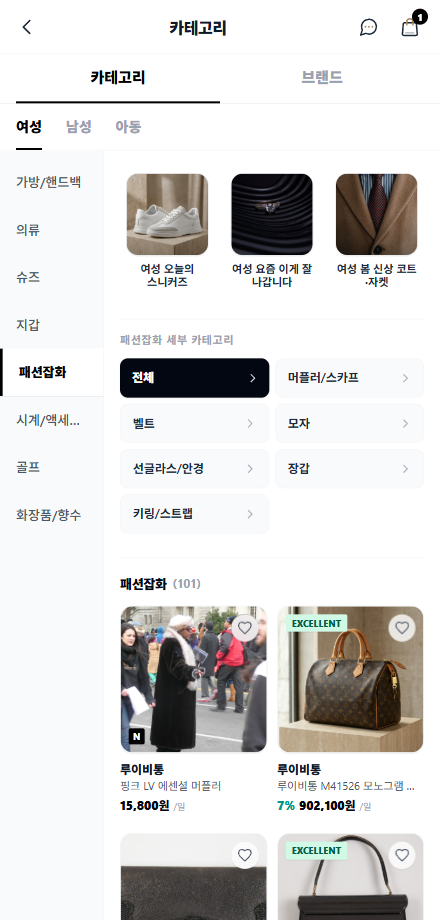 카테고리
1
카테고리
브랜드
여성
남성
아동
가방/핸드백
의류
슈즈
지갑
패션잡화
시계/액세...
골프
화장품/향수
여성 오늘의
스니커즈
여성 요즘 이게 잘
나갑니다
여성 봄 신상 코트
·자켓
패션잡화 세부 카테고리
전체
머플러/스카프
벨트
모자
선글라스/안경
장갑
키링/스트랩
패션잡화 (101)
N
루이비통
핑크 LV 에센셜 머플러
15,800원 /일
EXCELLENT
루이비통
루이비통 M41526 모노그램 ...
7% 902,100원 /일
EXCELLENT